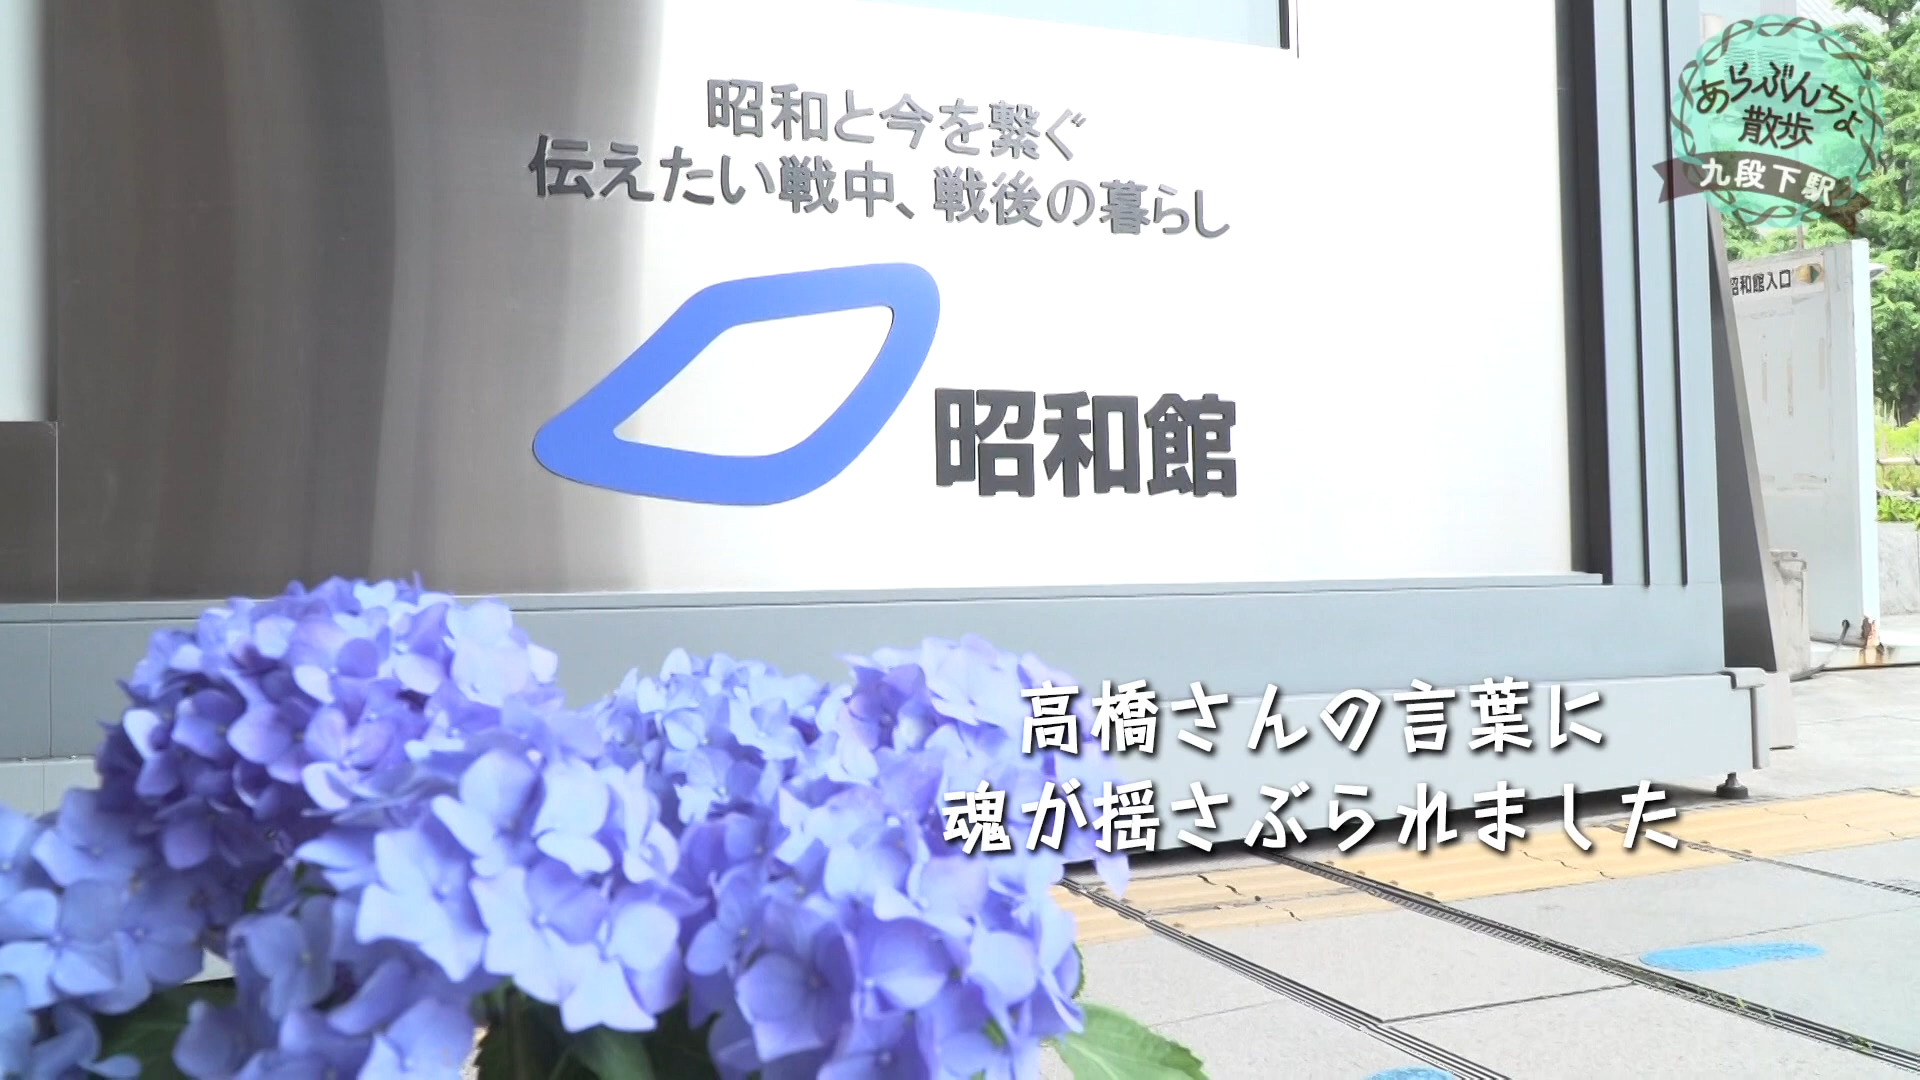 昭和と今を繋ぐ
伝えたい戦中、戦後の暮らし
昭和館
あらぶんちょ
散歩
九段下駅
昭和館入口
高橋さんの言葉に
魂が揺さぶられました